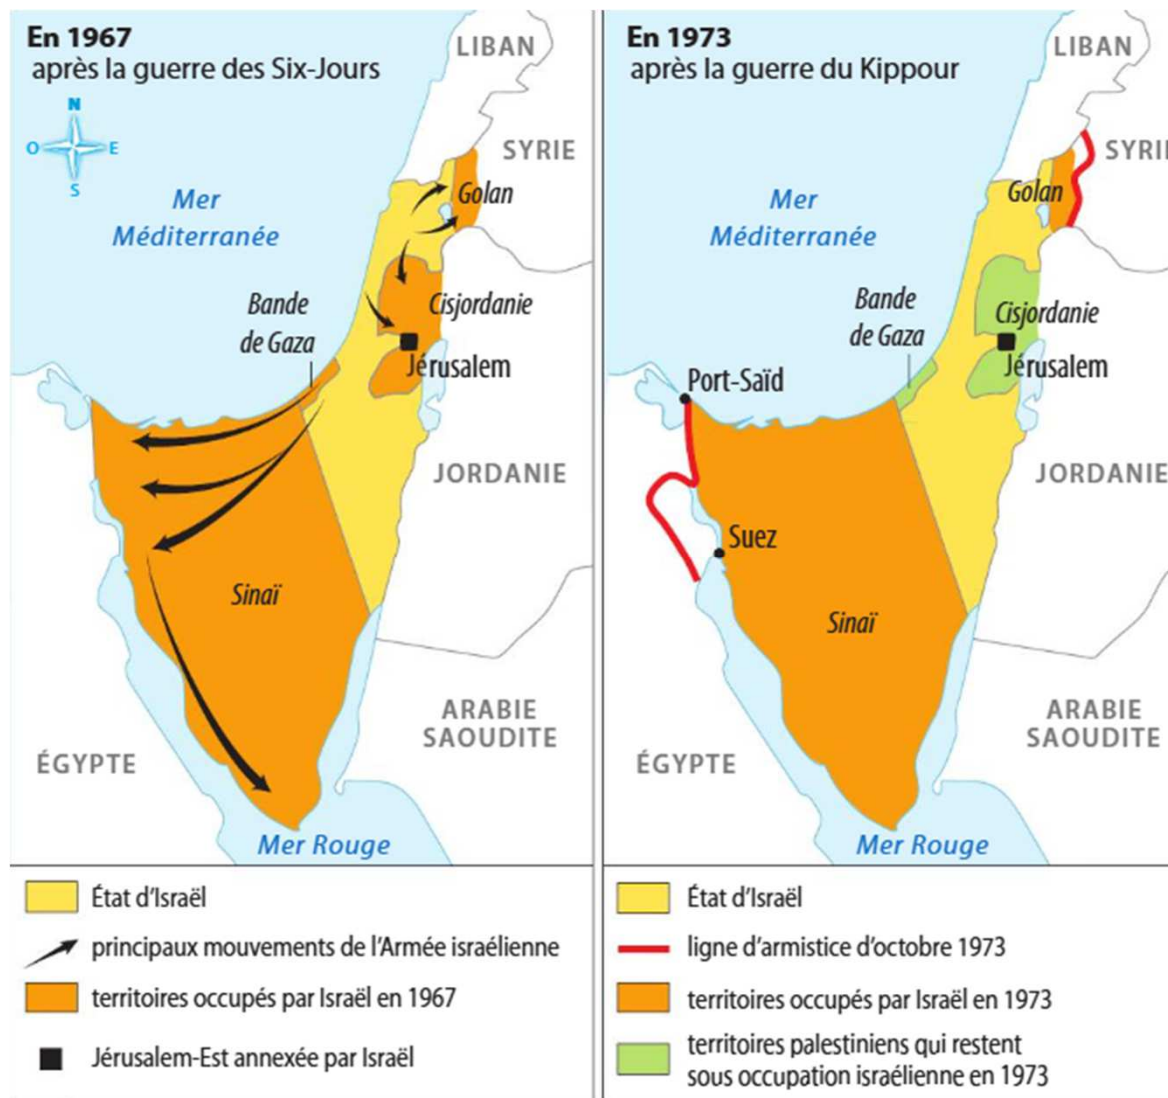 En 1967
après la guerre des Six-Jours
N
O
E
S
LIBAN
SYRIE
Golan
Mer
Méditerranée
Cisjordanie
Bande
de Gaza
Jérusalem
JORDANIE
Sinaï
ARABIE
SAOUDITE
ÉGYPTE
Mer Rouge
État d'Israël
principaux mouvements de l'Armée israélienne
territoires occupés par Israël en 1967
Jérusalem-Est annexée par Israël
En 1973
après la guerre du Kippour
LIBAN
SYRI
Golan
Mer
Méditerranée
Bande
de Gaza
Cisjordanie
Jérusalem
Port-Saïd
JORDANIE
Suez
Sinaï
ARABIE
SAOUDITE
ÉGYPTE
Mer Rouge
État d'Israël
ligne d'armistice d'octobre 1973
territoires occupés par Israël en 1973
territoires palestiniens qui restent
sous occupation israélienne en 1973